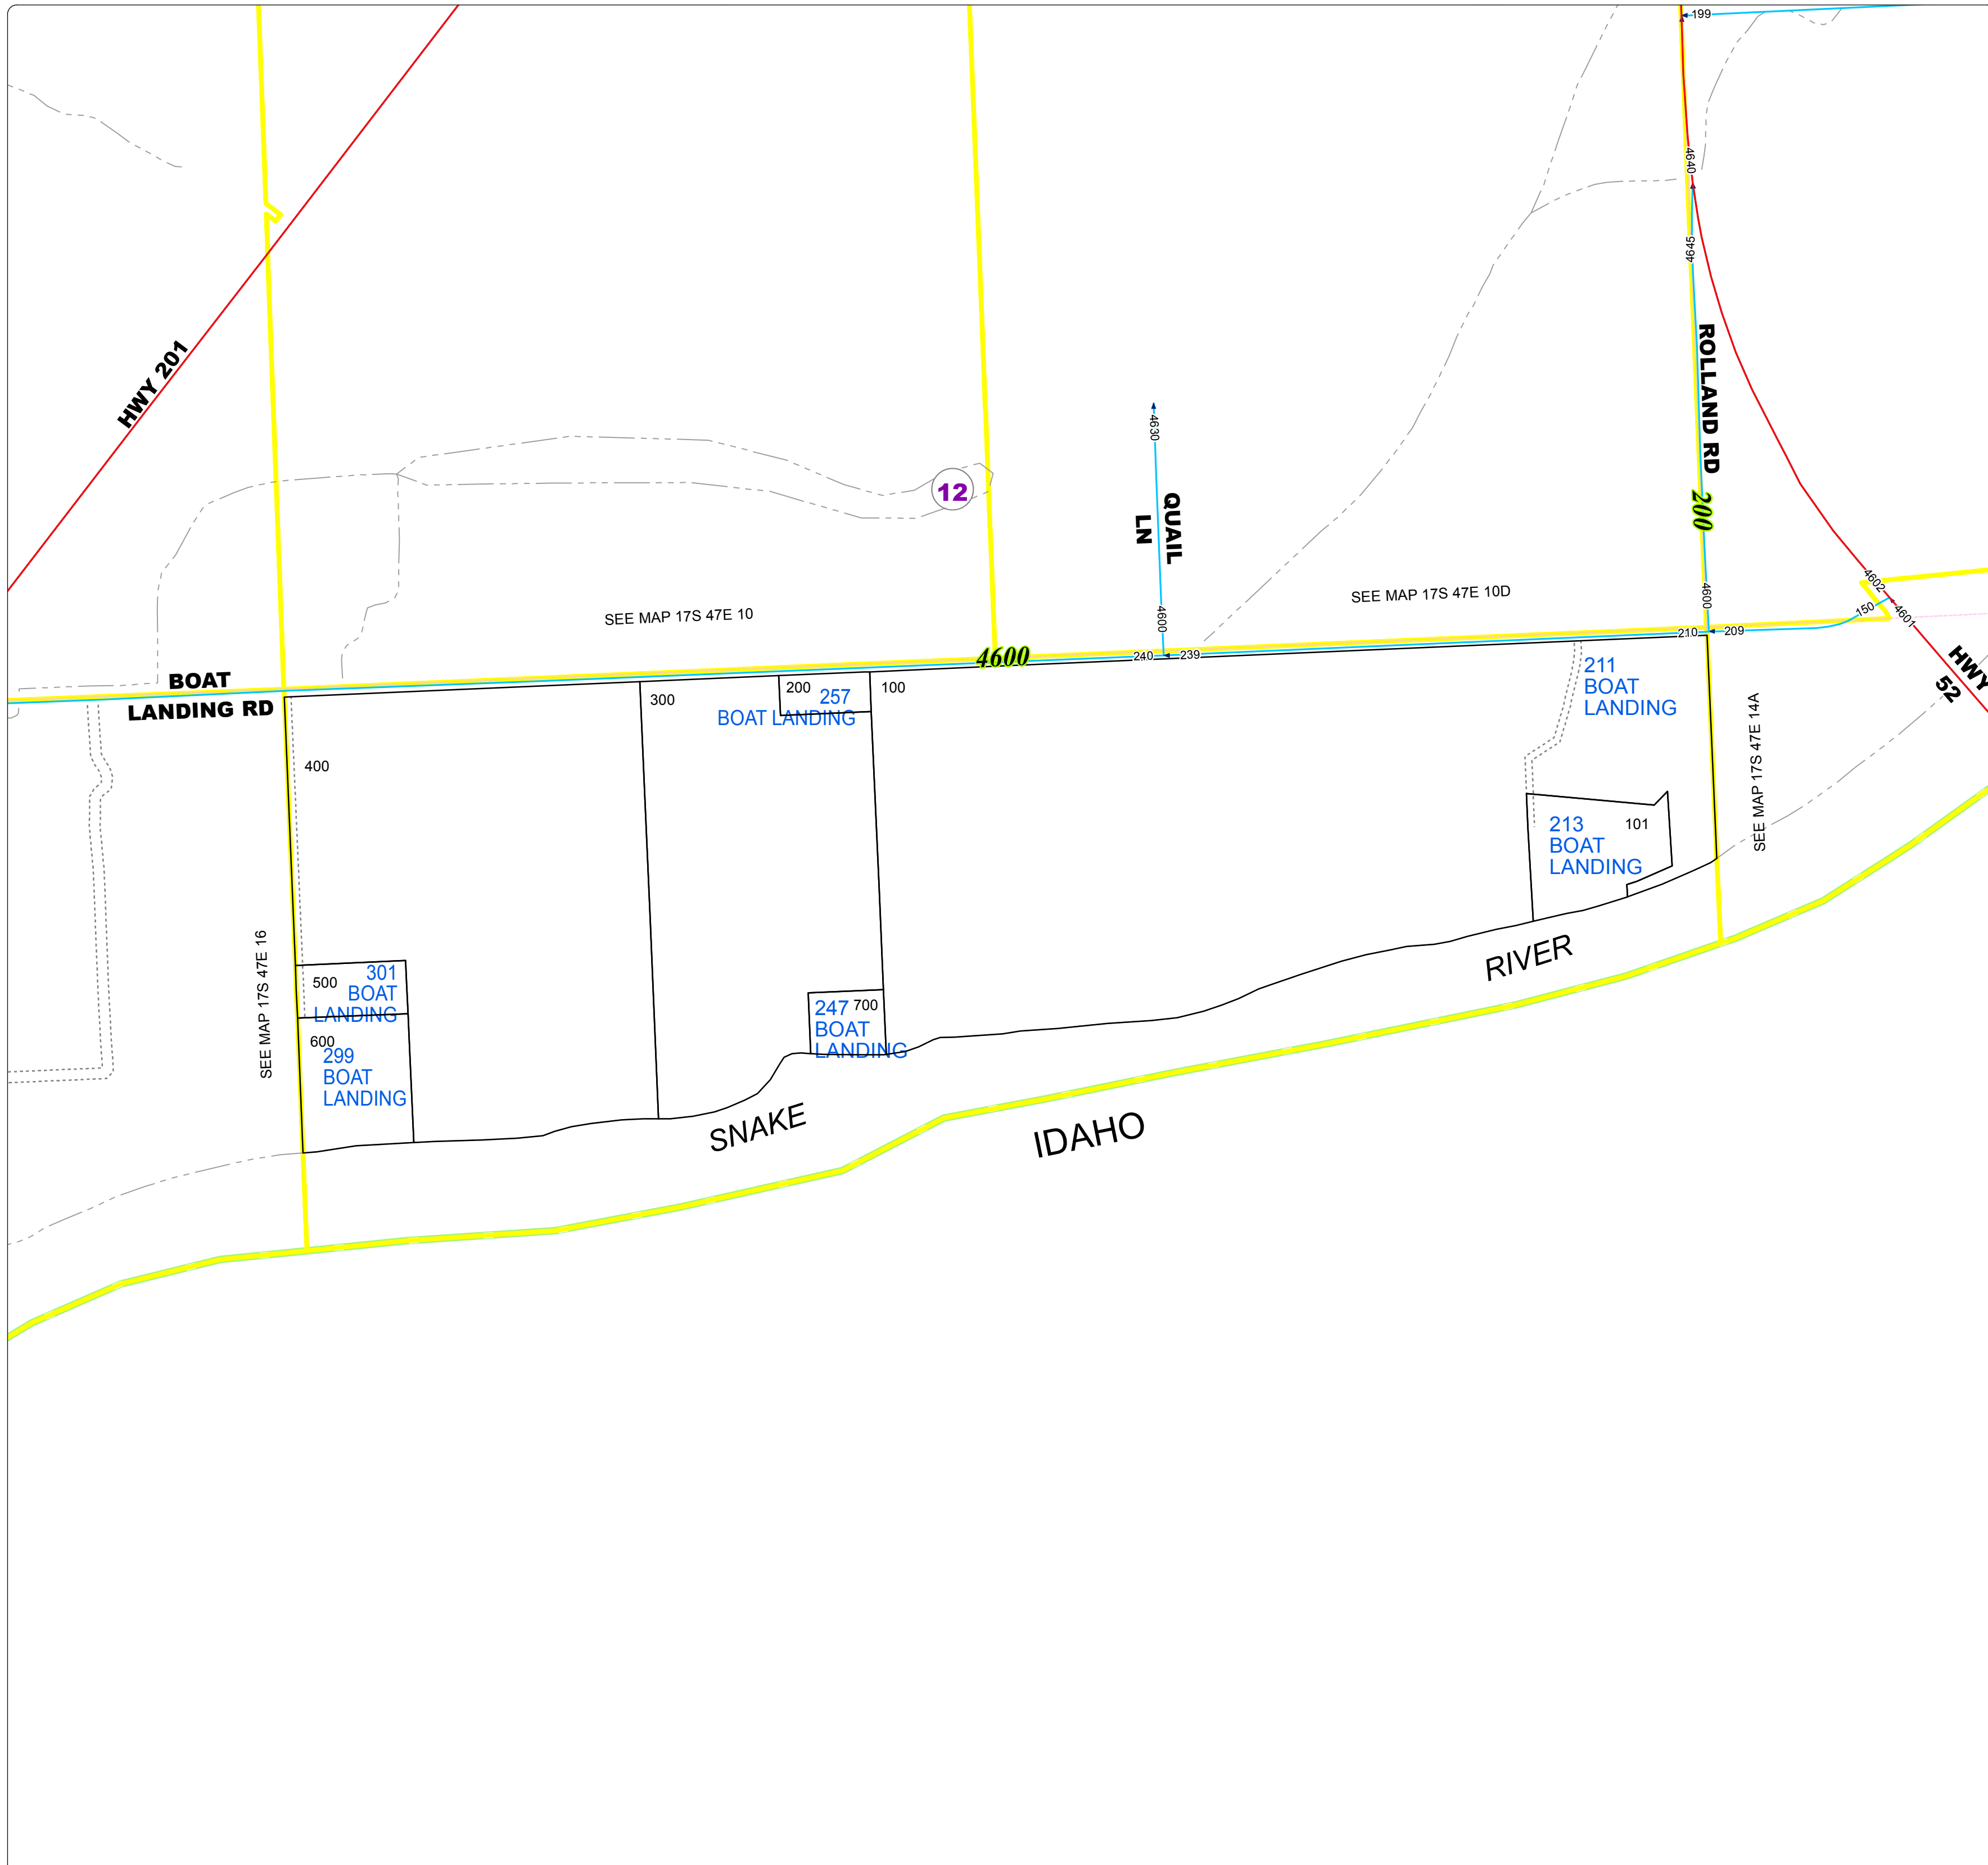 199
4640
4645
HWY 201
ROLLAND RD
4630
12
QUAIL
LN
200
4602
SEE MAP 17S 47E 10D
4600
150
4601
SEE MAP 17S 47E 10
4600
210
209
4600
240
239
HWY
52
BOAT
LANDING RD
211
BOAT
LANDING
300
200
257
BOAT LANDING
100
400
SEE MAP 17S 47E 14A
213
BOAT
LANDING
101
SEE MAP 17S 47E 16
500
301
BOAT
LANDING
600
299
BOAT
LANDING
247
BOAT
LANDING
700
RIVER
SNAKE
IDAHO